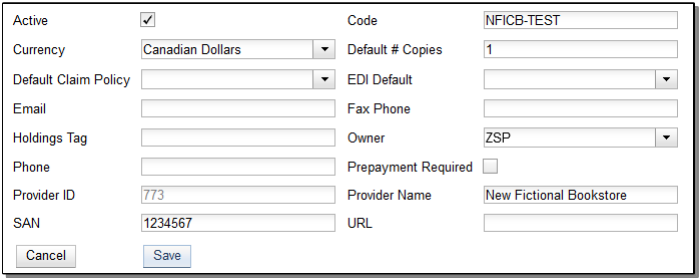 Active Code NFICB-TEST
Currency Canadian Dollars Default # Copies 1
Default Claim Policy EDI Default
Email Fax Phone
Holdings Tag Owner ZSP
Phone Prepayment Required
Provider ID 773 Provider Name New Fictional Bookstore
SAN 1234567 URL
Cancel Save